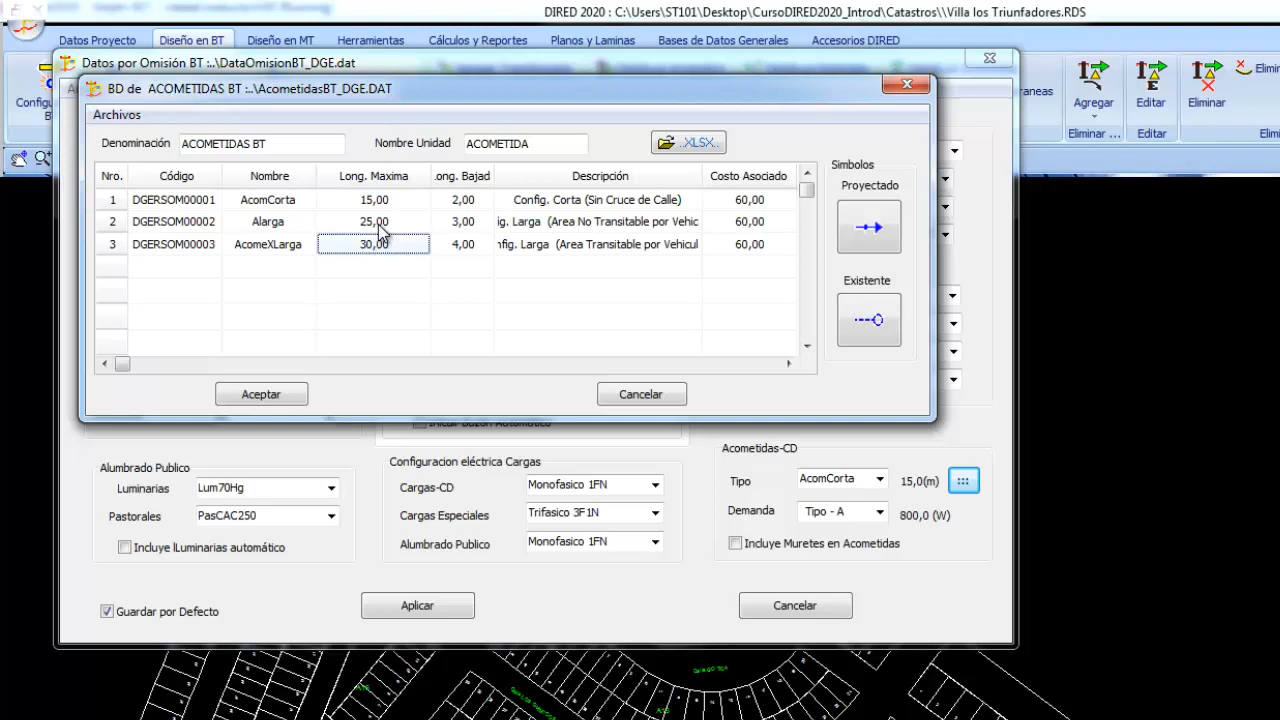 DIRED 2020 : C:\Users\ST101\Desktop\CursoDIRED2020_Introd\Catastros\\Villa los Triunfadores.RDS
Datos Proyecto Diseño en BT Diseño en MT Herramientas Cálculos y Reportes Planos y Laminas Bases de Datos Generales Accesorios DIRED
Datos por Omisión BT :..\DataOmisionBT_DGE.dat
BD de ACOMETIDAS BT :..\AcometidasBT_DGE.DAT
Archivos
Denominación ACOMETIDAS BT Nombre Unidad ACOMETIDA ..XLSX..
Nro. Código Nombre Long. Maxima .ong. Bajad Descripción Costo Asociado
1 DGERSOM00001 AcomCorta 15,00 2,00 Config. Corta (Sin Cruce de Calle) 60,00
2 DGERSOM00002 Alarga 25,00 3,00 ig. Larga (Area No Transitable por Vehic 60,00
3 DGERSOM00003 AcomeXLarga 30,00 4,00 nfig. Larga (Area Transitable por Vehicul 60,00
Simbolos
Proyectado
Existente
Aceptar Cancelar
Configu
aneas
Agregar Editar Eliminar Elimin
Eliminar ... Editar Elimi
Alumbrado Publico
Luminarias Lum70Hg
Pastorales PasCAC250
Incluye lLuminarias automático
Configuracion eléctrica Cargas
Cargas-CD Monofasico 1FN
Cargas Especiales Trifasico 3F1N
Alumbrado Publico Monofasico 1FN
Acometidas-CD
Tipo AcomCorta 15,0(m)
Demanda Tipo - A 800,0 (W)
Incluye Muretes en Acometidas
Guardar por Defecto Aplicar Cancelar